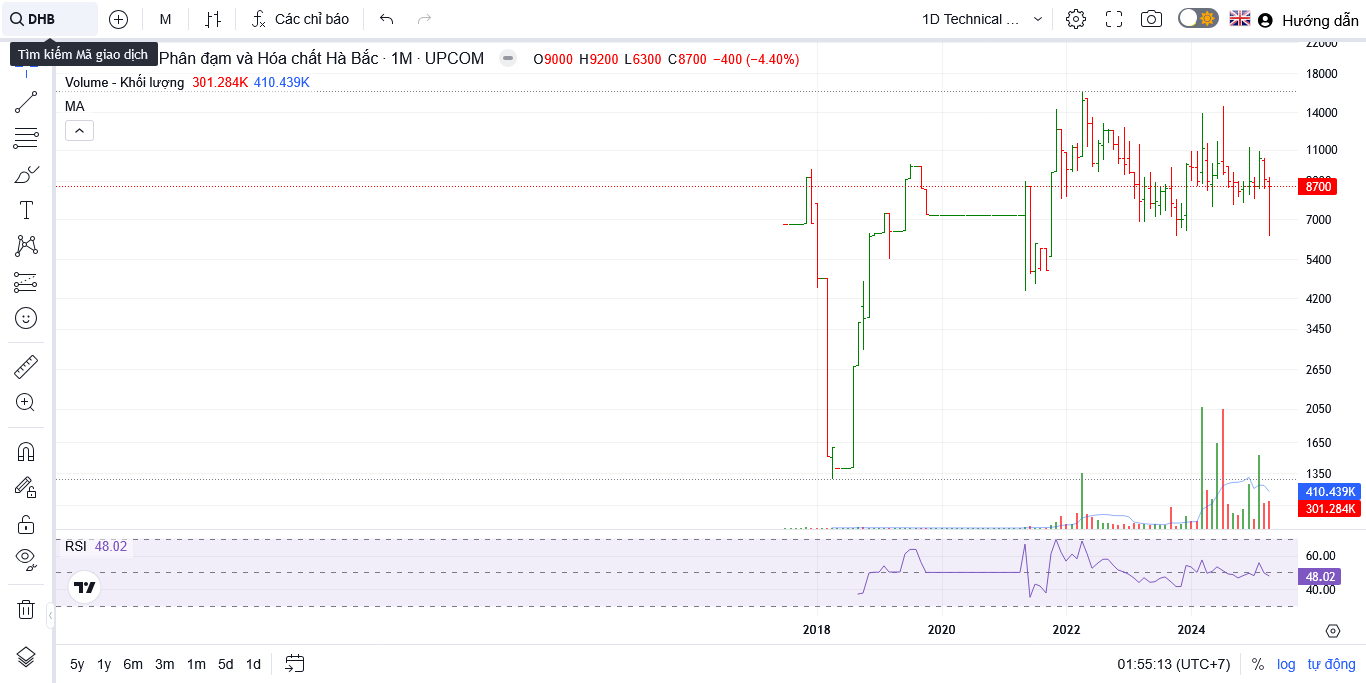 DHB
M
Các chỉ báo
1D Technical ...
Hướng dẫn
Tìm kiếm Mã giao dịch
Phân đạm và Hóa chất Hà Bắc · 1M · UPCOM
O9000 H9200 L6300 C8700 −400 (−4.40%)
Volume - Khối lượng 301.284K 410.439K
MA
22000
18000
14000
11000
8700
7000
5400
4200
3450
2650
2050
1650
1350
410.439K
301.284K
RSI 48.02
60.00
48.02
40.00
2018 2020 2022 2024
5y 1y 6m 3m 1m 5d 1d
01:55:13 (UTC+7) % log tự động